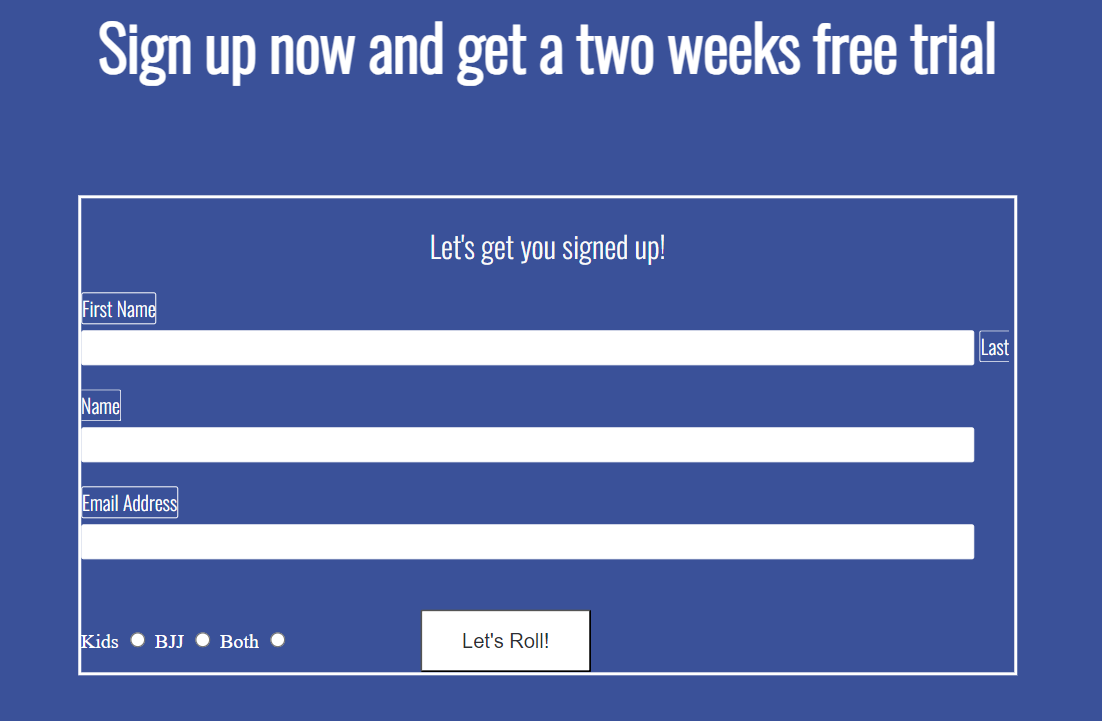 Sign up now and get a two weeks free trial
Let's get you signed up!
First Name
Last
Name
Email Address
Kids BJJ Both
Let's Roll!